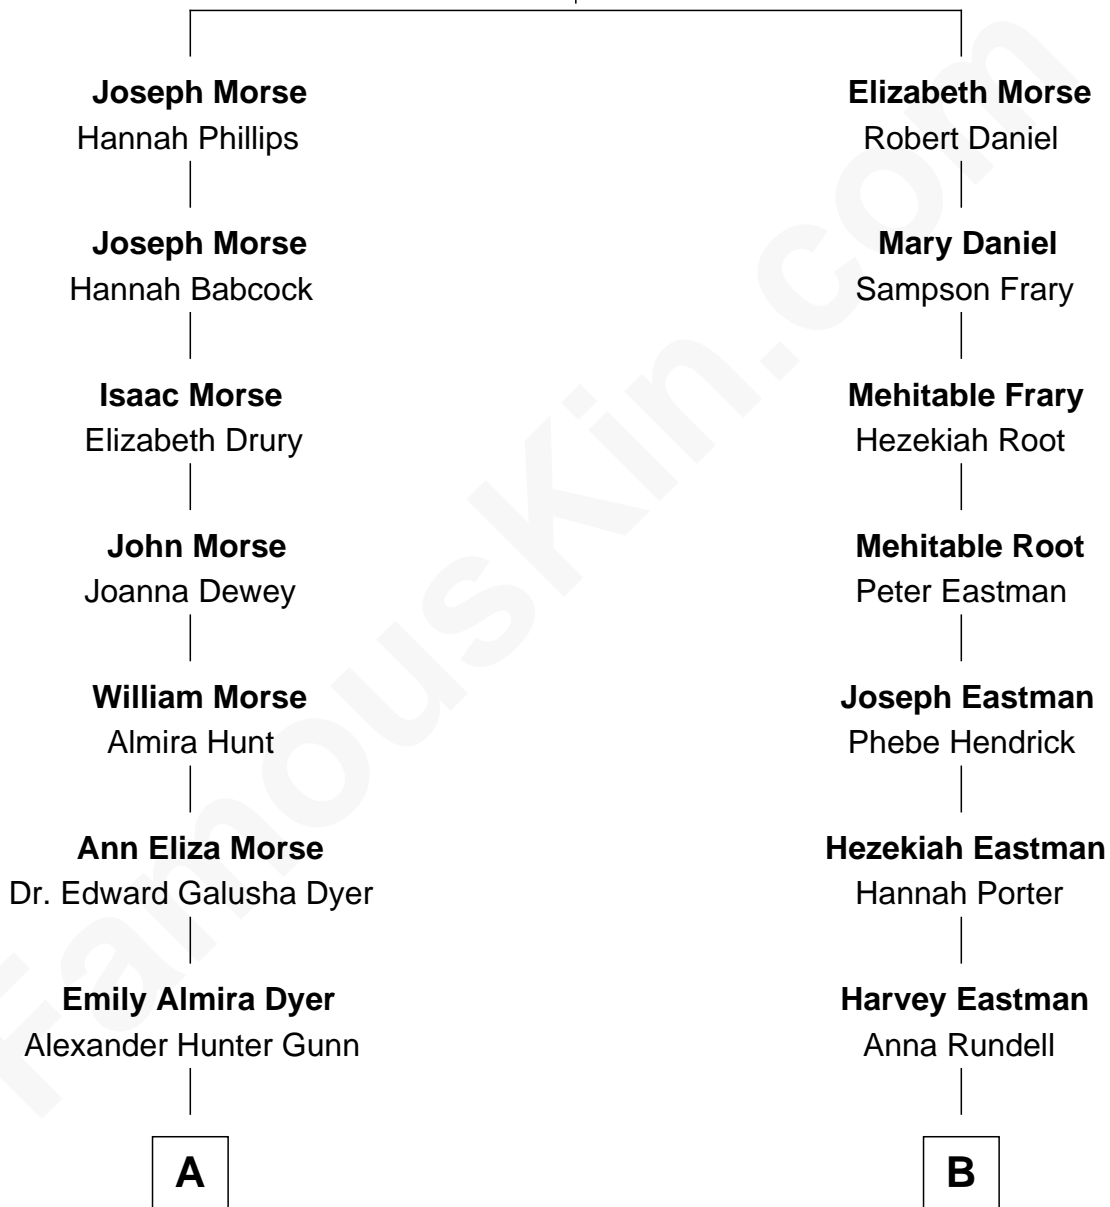 Joseph Morse
Hannah Phillips
Joseph Morse
Hannah Babcock
Isaac Morse
Elizabeth Drury
John Morse
Joanna Dewey
William Morse
Almira Hunt
Ann Eliza Morse
Dr. Edward Galusha Dyer
Emily Almira Dyer
Alexander Hunter Gunn
A
Elizabeth Morse
Robert Daniel
Mary Daniel
Sampson Frary
Mehitable Frary
Hezekiah Root
Mehitable Root
Peter Eastman
Joseph Eastman
Phebe Hendrick
Hezekiah Eastman
Hannah Porter
Harvey Eastman
Anna Rundell
B
FamousKin.com